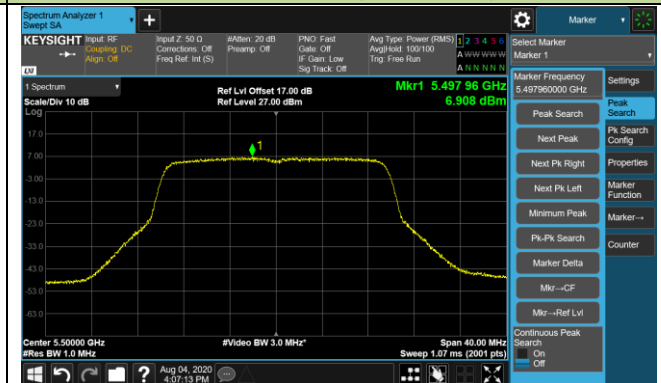 Spectrum Analyzer 1
Swept SA
+
Marker
KEYSIGHT
Input: RF
Coupling: DC
Align: Off
Input Z: 50 Ω
Corrections: Off
Freq Ref: Int (S)
#Atten: 20 dB
Preamp: Off
PNO: Fast
Gate: Off
IF Gain: Low
Sig Track: Off
Avg Type: Power (RMS)
Avg|Hold: 100/100
Trig: Free Run
1 2 3 4 5 6
A W W W W W
A N N N N N
LXI
Select Marker
Marker 1
1 Spectrum
Scale/Div 10 dB
Log
Ref Lvl Offset 17.00 dB
Ref Level 27.00 dBm
Mkr1 5.497 96 GHz
6.908 dBm
17.0
7.00
-3.00
-13.0
-23.0
-33.0
-43.0
-53.0
-63.0
1
Center 5.50000 GHz
#Res BW 1.0 MHz
#Video BW 3.0 MHz*
Span 40.00 MHz
Sweep 1.07 ms (2001 pts)
Marker Frequency
5.497960000 GHz
Peak Search
Next Peak
Next Pk Right
Next Pk Left
Minimum Peak
Pk-Pk Search
Marker Delta
Mkr→CF
Mkr→Ref Lvl
Continuous Peak
Search
On
Off
Settings
Peak
Search
Pk Search
Config
Properties
Marker
Function
Marker→
Counter
?
Aug 04, 2020
4:07:13 PM